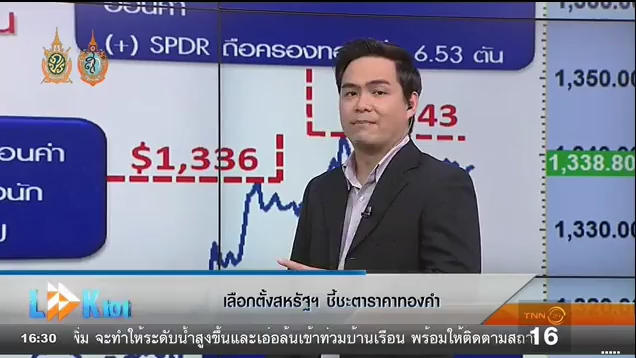 อ่อนค่า
(+) SPDR ถือครองทอง 6.53 ตัน
1,350.00
43
$1,336
1,338.80
1,330.00
LOOK
เลือกตั้งสหรัฐฯ ชี้ชะตาราคาทองคำ
TNN 24
16:30
จะทำให้ระดับน้ำสูงขึ้นและเอ่อล้นเข้าท่วมบ้านเรือน พร้อมให้ติดตามสถา
16